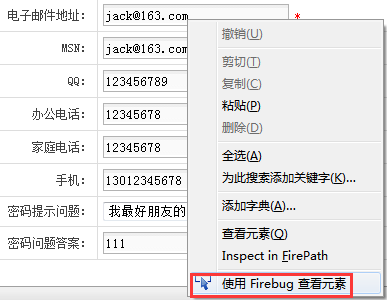 电子邮件地址: jack@163.com *
MSN: jack@163.com
QQ: 123456789
办公电话: 12345678
家庭电话: 12345678
手机: 13012345678
密码提示问题: 我最好朋友的
密码问题答案: 111
撤销(U)
剪切(T)
复制(C)
粘贴(P)
删除(D)
全选(A)
为此搜索添加关键字(K)...
添加字典(A)...
查看元素(Q)
Inspect in FirePath
使用 Firebug 查看元素